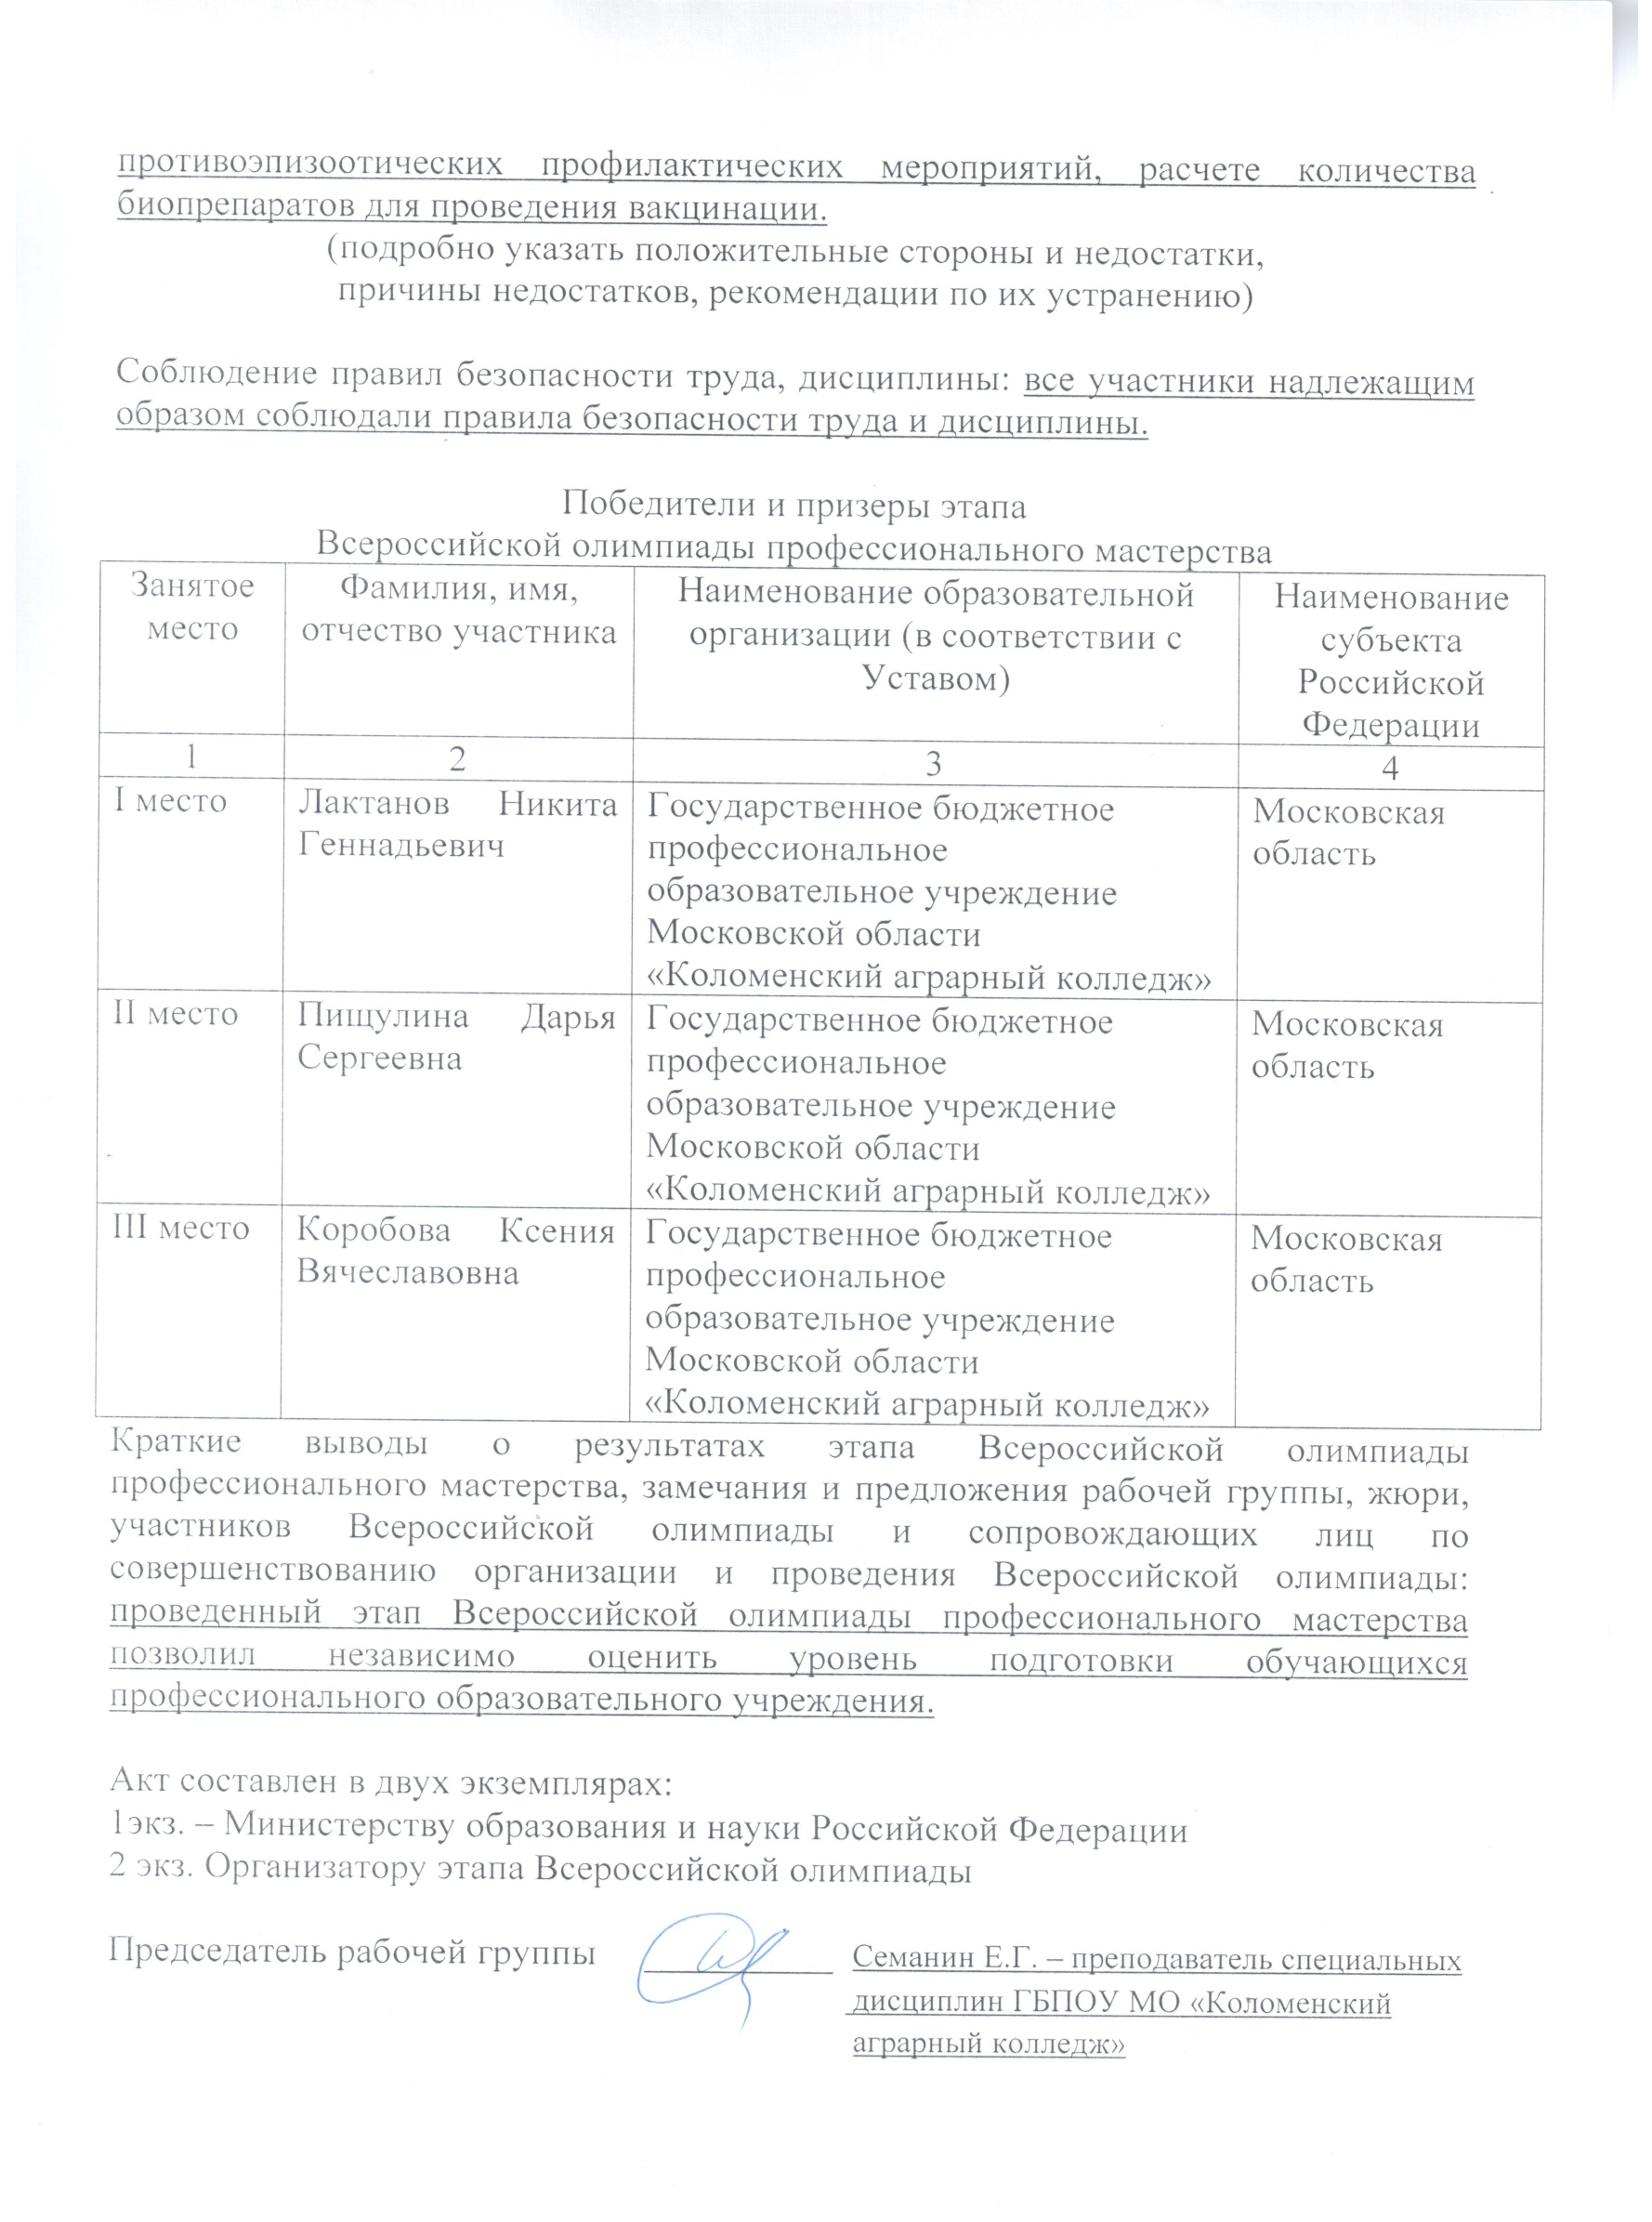 противоэпизоотических профилактических мероприятий, расчете количества
биопрепаратов для проведения вакцинации.
(подробно указать положительные стороны и недостатки,
причины недостатков, рекомендации по их устранению)
Соблюдение правил безопасности труда, дисциплины: все участники надлежащим
образом соблюдали правила безопасности труда и дисциплины.
Победители и призеры этапа
Всероссийской олимпиады профессионального мастерства
Занятое
место
Фамилия, имя,
отчество участника
Наименование образовательной
организации (в соответствии с
Уставом)
Наименование
субъекта
Российской
Федерации
1 2 3 4
I место
Лактанов Никита
Геннадьевич
Государственное бюджетное
профессиональное
образовательное учреждение
Московской области
«Коломенский аграрный колледж»
Московская
область
II место
Пищулина Дарья
Сергеевна
Государственное бюджетное
профессиональное
образовательное учреждение
Московской области
«Коломенский аграрный колледж»
Московская
область
III место
Коробова Ксения
Вячеславовна
Государственное бюджетное
профессиональное
образовательное учреждение
Московской области
«Коломенский аграрный колледж»
Московская
область
Краткие выводы о результатах этапа Всероссийской олимпиады
профессионального мастерства, замечания и предложения рабочей группы, жюри,
участников Всероссийской олимпиады и сопровождающих лиц по
совершенствованию организации и проведения Всероссийской олимпиады:
проведенный этап Всероссийской олимпиады профессионального мастерства
позволил независимо оценить уровень подготовки обучающихся
профессионального образовательного учреждения.
Акт составлен в двух экземплярах:
1экз. – Министерству образования и науки Российской Федерации
2 экз. Организатору этапа Всероссийской олимпиады
Председатель рабочей группы Семанин Е.Г. – преподаватель специальных
дисциплин ГБПОУ МО «Коломенский
аграрный колледж»